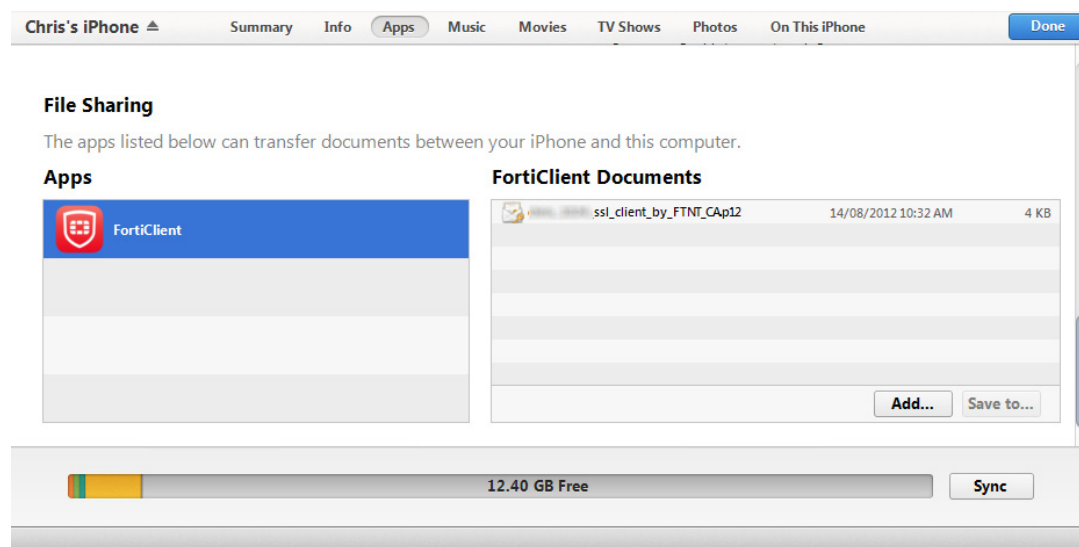 Chris's iPhone Summary Info Apps Music Movies TV Shows Photos On This iPhone Done
File Sharing
The apps listed below can transfer documents between your iPhone and this computer.
Apps FortiClient Documents
ssl_client_by_FTNT_CAp12 14/08/2012 10:32 AM 4 KB
FortiClient
Add... Save to...
12.40 GB Free Sync